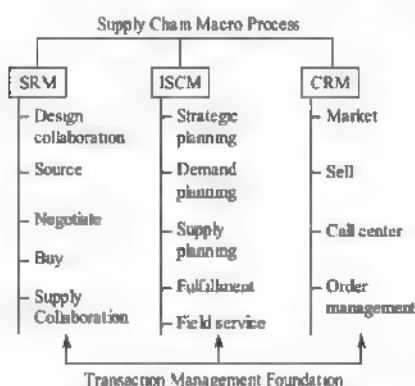 Supply Cham Macro Process
SRM
ISCM
CRM
Design
collaboration
Source
Negotiate
Buy
Supply
Collaboration
Strategic
planning
Demand
planning
Supply
planning
Fulfillment
Field service
Market
Sell
Call center
Order
management
Transaction Management Foundation